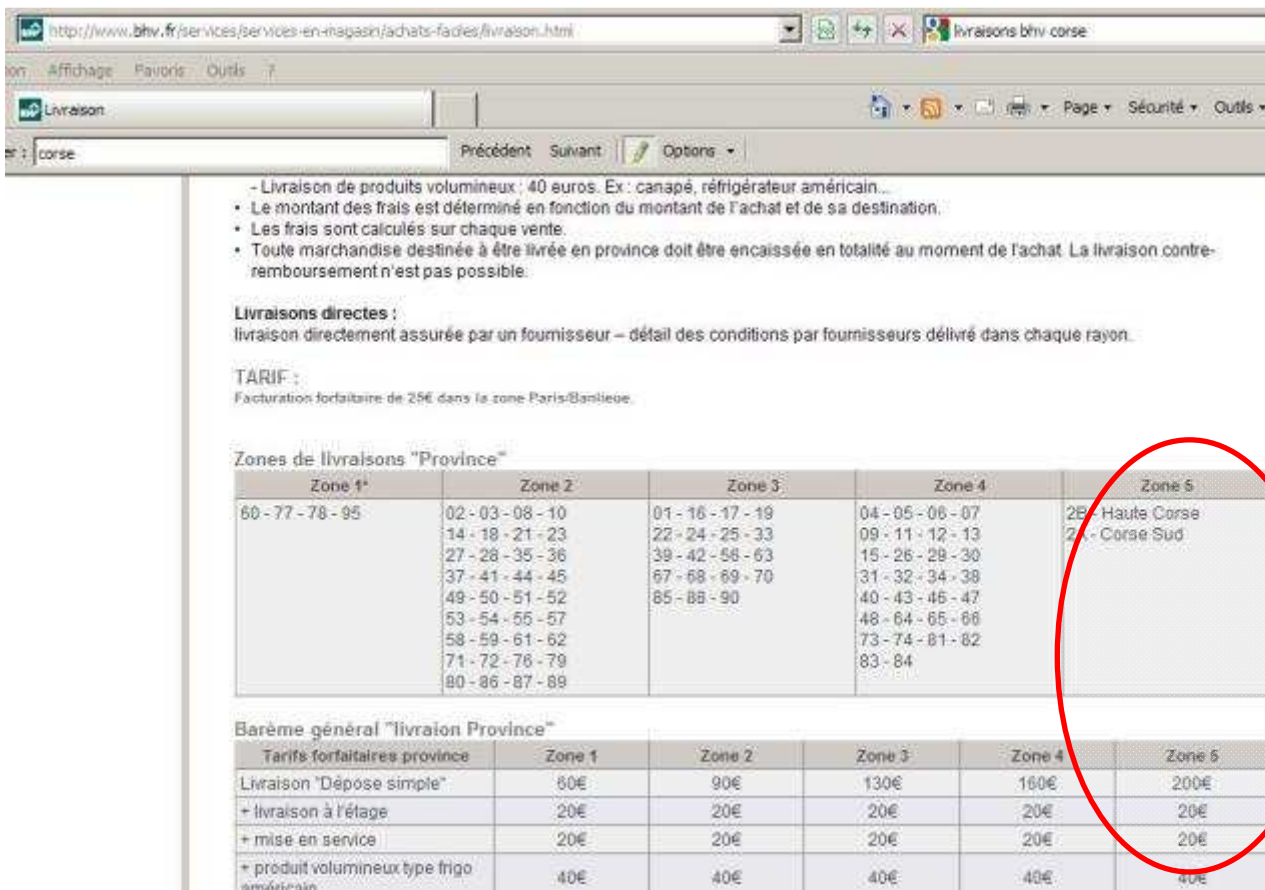 http://www.bhv.fr/services/services-en-magasin/achats-faciles/livraison.html livraisons bhv corse
Affichage Favoris Outils ?
Livraison Page Sécurité Outils
er : corse Précédent Suivant Options
- Livraison de produits volumineux : 40 euros. Ex : canapé, réfrigérateur américain...
• Le montant des frais est déterminé en fonction du montant de l'achat et de sa destination.
• Les frais sont calculés sur chaque vente.
• Toute marchandise destinée à être livrée en province doit être encaissée en totalité au moment de l'achat. La livraison contre-
remboursement n'est pas possible.
Livraisons directes :
livraison directement assurée par un fournisseur – détail des conditions par fournisseurs délivré dans chaque rayon.
TARIF :
Facturation forfaitaire de 25€ dans la zone Paris/Banlieue.
Zones de livraisons "Province"
Zone 1* Zone 2 Zone 3 Zone 4 Zone 5
60 - 77 - 78 - 95 02 - 03 - 08 - 10 01 - 16 - 17 - 19 04 - 05 - 06 - 07 2B - Haute Corse
14 - 18 - 21 - 23 22 - 24 - 25 - 33 09 - 11 - 12 - 13 2A - Corse Sud
27 - 28 - 35 - 36 39 - 42 - 56 - 63 15 - 26 - 29 - 30
37 - 41 - 44 - 45 67 - 68 - 69 - 70 31 - 32 - 34 - 38
49 - 50 - 51 - 52 85 - 88 - 90 40 - 43 - 46 - 47
53 - 54 - 55 - 57 48 - 64 - 65 - 66
58 - 59 - 61 - 62 73 - 74 - 81 - 82
71 - 72 - 76 - 79 83 - 84
80 - 86 - 87 - 89
Barème général "livraion Province"
Tarifs forfaitaires province Zone 1 Zone 2 Zone 3 Zone 4 Zone 5
Livraison "Dépose simple" 60€ 90€ 130€ 160€ 200€
+ livraison à l'étage 20€ 20€ 20€ 20€ 20€
+ mise en service 20€ 20€ 20€ 20€ 20€
+ produit volumineux type frigo 40€ 40€ 40€ 40€ 40€
américain